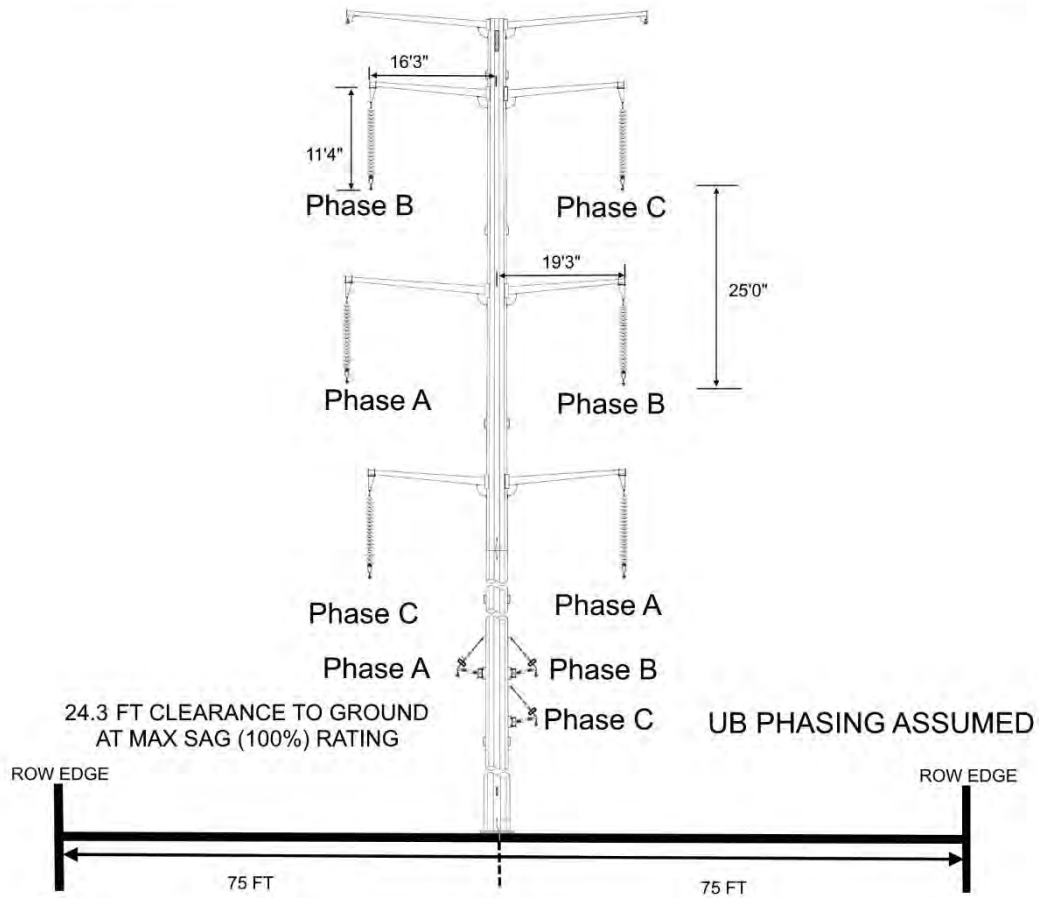 16'3"
11'4"
Phase B
Phase C
19'3"
25'0"
Phase A
Phase B
Phase C
Phase A
Phase A
Phase B
Phase C
24.3 FT CLEARANCE TO GROUND
AT MAX SAG (100%) RATING
UB PHASING ASSUMED
ROW EDGE
ROW EDGE
75 FT
75 FT